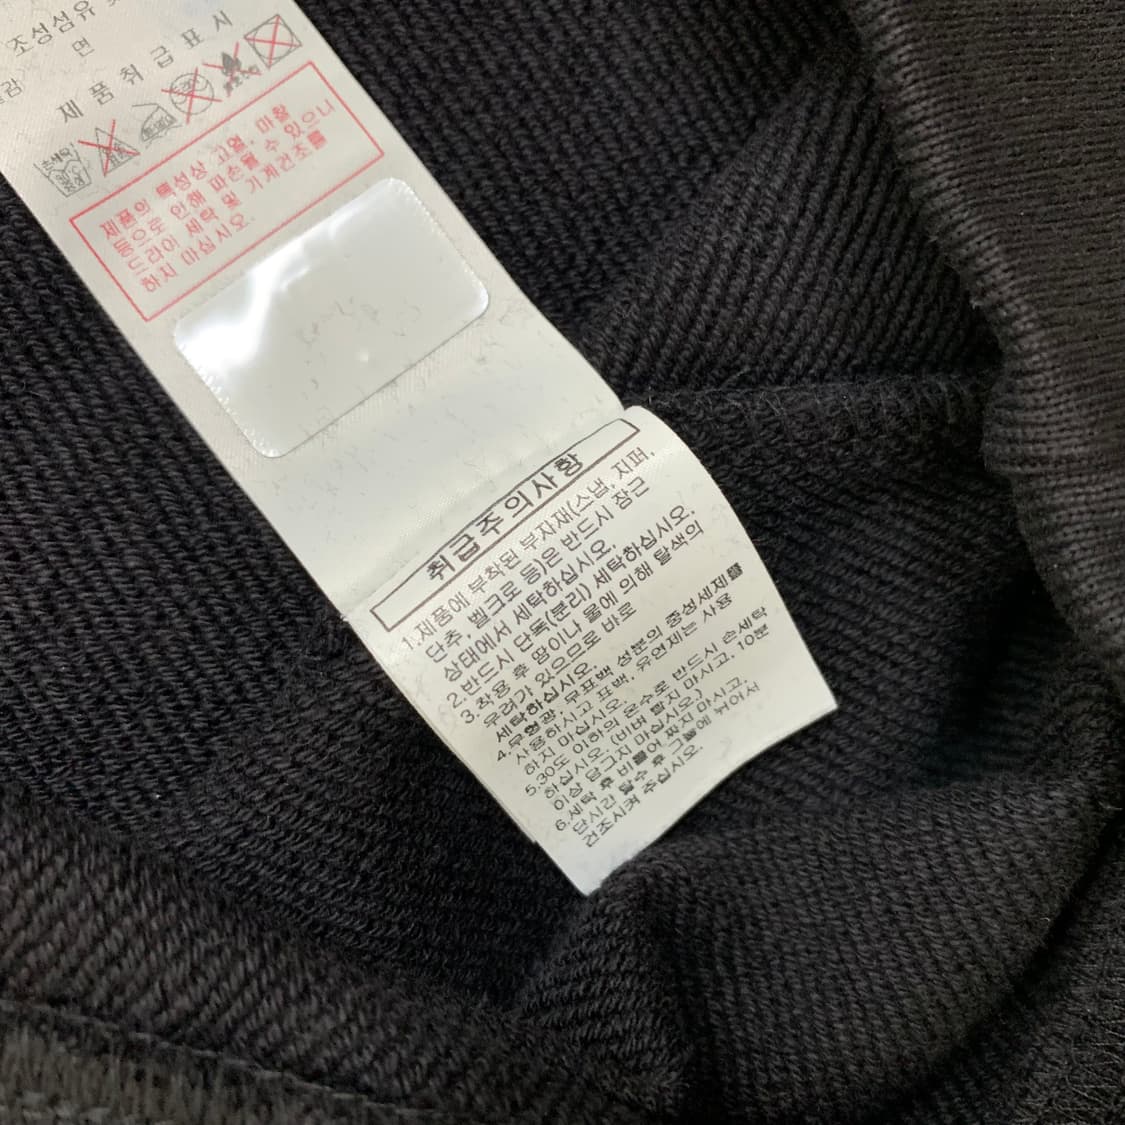 조성섬유
면
제품취급표시
손세탁
제품의 특성상 고열, 마찰
등으로 인해 파손될 수 있으니
드라이 세탁 및 기계건조를
하지 마십시오.
취급주의사항
1.제품에 부착된 부자재(스냅, 지퍼,
단추, 벨크로 등)은 반드시 잠근
상태에서 세탁하십시오.
2.반드시 단독(분리) 세탁하십시오.
3.착용 후 땀이나 물에 의해 탈색의
우려가 있으므로 바로
세탁하십시오.
4.무형광, 무표백 성분의 중성세제를
사용하시고 표백, 유연제는 사용
하지 마십시오.
5.30도 이하의 온수로 반드시 손세탁
하십시오. (비벼 빨지 마시고, 10분
이상 담그지 마십시오.)
6.세탁 후 비틀어 짜지 마시고,
단시간 탈수 후 그늘에 뉘어서
건조시켜 주십시오.